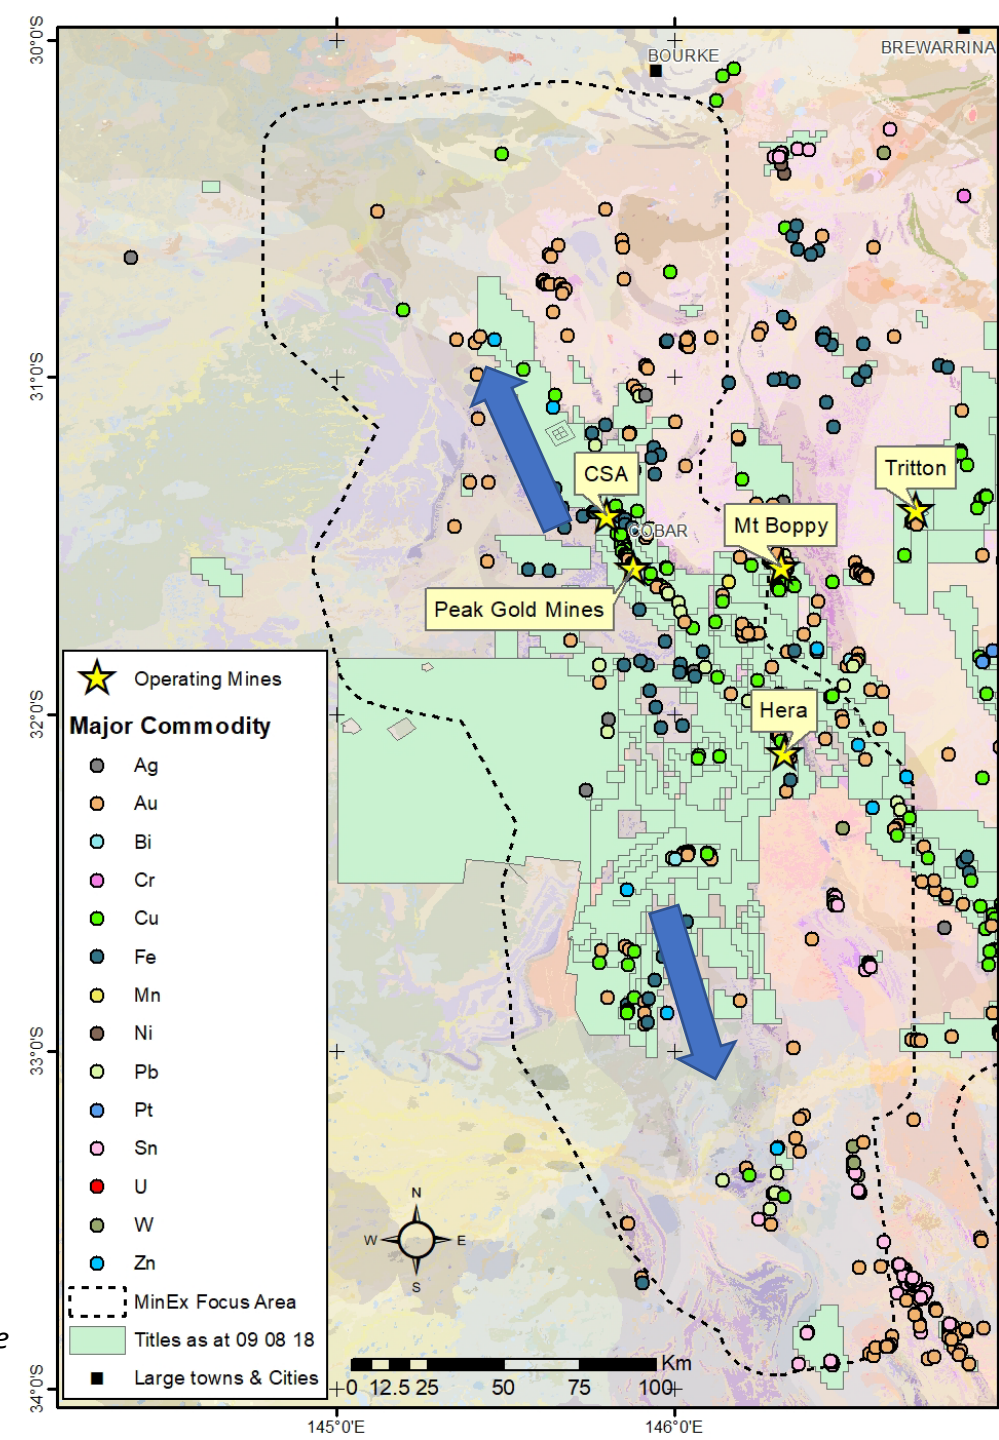 30°0'S
BOURKE
BREWARRINA
31°0'S
CSA
Tritton
Mt Boppy
COBAR
Peak Gold Mines
Hera
32°0'S
33°0'S
34°0'S
Operating Mines
Major Commodity
Ag
Au
Bi
Cr
Cu
Fe
Mn
Ni
Pb
Pt
Sn
U
W
Zn
MinEx Focus Area
Titles as at 09 08 18
Large towns & Cities
N
W E
S
Km
0 12.5 25 50 75 100
145°0'E 146°0'E
e